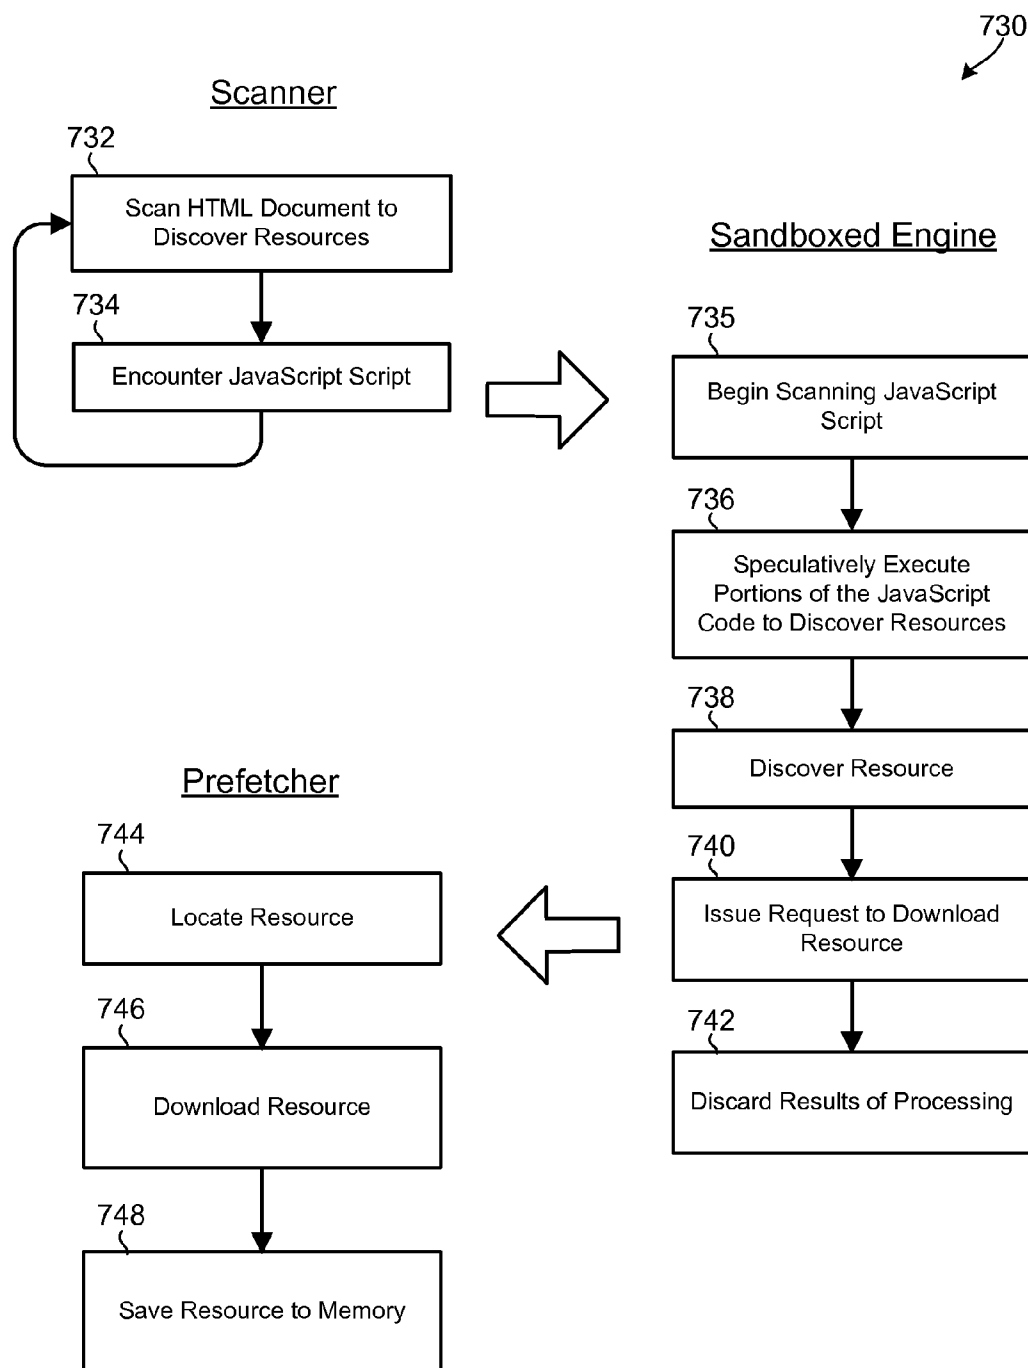 730
Scanner
732
Scan HTML Document to
Discover Resources
734
Encounter JavaScript Script
Sandboxed Engine
735
Begin Scanning JavaScript
Script
736
Speculatively Execute
Portions of the JavaScript
Code to Discover Resources
738
Discover Resource
740
Issue Request to Download
Resource
742
Discard Results of Processing
Prefetcher
744
Locate Resource
746
Download Resource
748
Save Resource to Memory